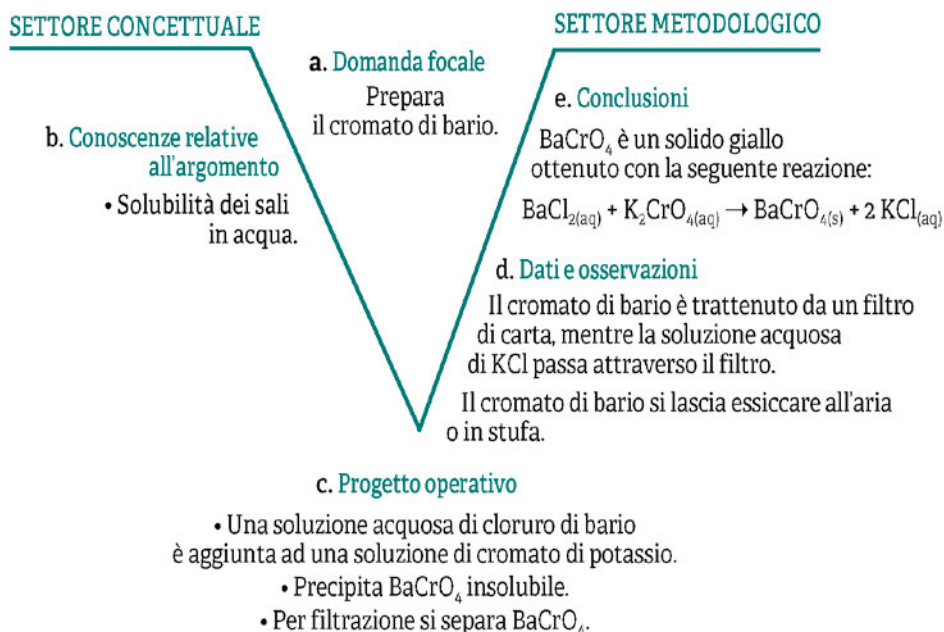 SETTORE CONCETTUALE
SETTORE METODOLOGICO
a. Domanda focale
Prepara
il cromato di bario.
b. Conoscenze relative
all'argomento
• Solubilità dei sali
in acqua.
e. Conclusioni
BaCrO₄ è un solido giallo
ottenuto con la seguente reazione:
BaCl₂(aq) + K₂CrO₄(aq) → BaCrO₄(s) + 2 KCl(aq)
d. Dati e osservazioni
Il cromato di bario è trattenuto da un filtro
di carta, mentre la soluzione acquosa
di KCl passa attraverso il filtro.
Il cromato di bario si lascia essiccare all'aria
o in stufa.
c. Progetto operativo
• Una soluzione acquosa di cloruro di bario
è aggiunta ad una soluzione di cromato di potassio.
• Precipita BaCrO₄ insolubile.
• Per filtrazione si separa BaCrO₄.